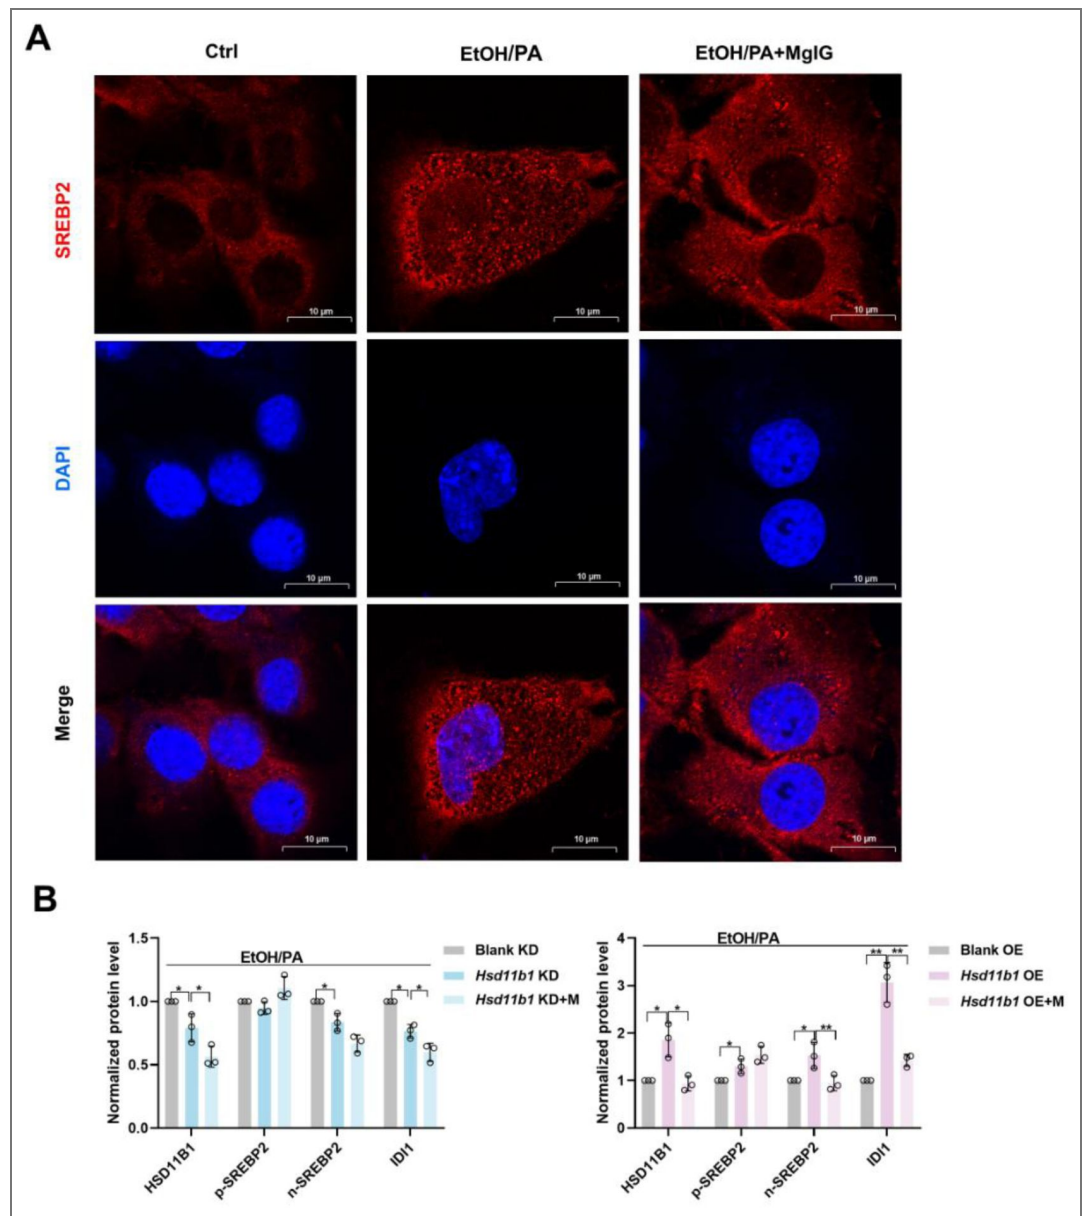 A
Ctrl
EtOH/PA
EtOH/PA+MgIG
SREBP2
10 μm
10 μm
10 μm
DAPI
10 μm
10 μm
10 μm
Merge
10 μm
10 μm
10 μm
B
Normalized protein level
1.5
1.0
0.5
0.0
EtOH/PA
* * * * *
HSD11B1
p-SREBP2
n-SREBP2
IDI1
Blank KD
Hsd11b1 KD
Hsd11b1 KD+M
Normalized protein level
4
3
2
1
0
EtOH/PA
** **
* * * * **
HSD11B1
p-SREBP2
n-SREBP2
IDI1
Blank OE
Hsd11b1 OE
Hsd11b1 OE+M